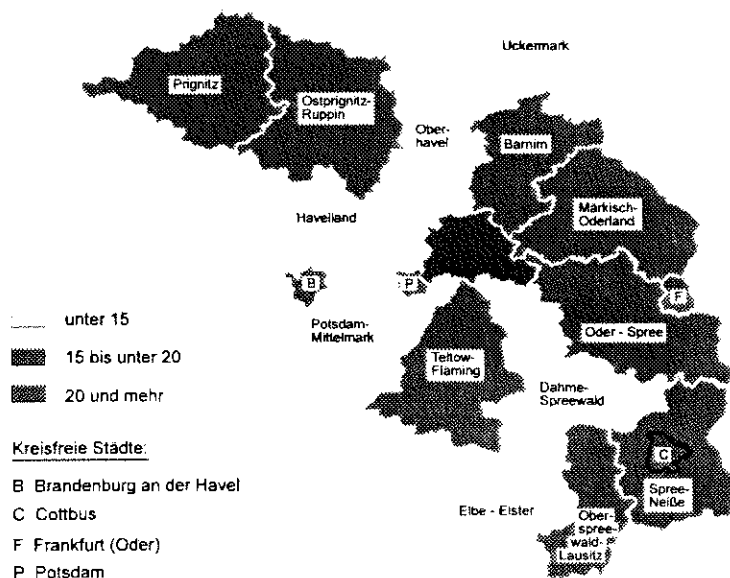 Uckermark
Prignitz
Ostprignitz-
Ruppin
Ober-
havel
Barnim
Havelland
Märkisch-
Oderland
B
P
F
unter 15
Potsdam-
Mittelmark
Oder - Spree
15 bis unter 20
Teltow-
Flaming
20 und mehr
Dahme-
Spreewald
Kreisfreie Städte:
C
B Brandenburg an der Havel
Spree-
Neiße
C Cottbus
Elbe - Elster
Ober-
spree-
wald-
Lausitz
F Frankfurt (Oder)
P Potsdam